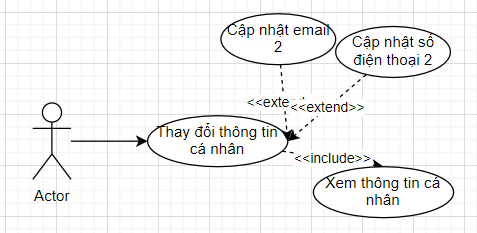 Cập nhật email
2
Cập nhật số
điện thoại 2
<<exte
<<extend>>
Thay đổi thông tin
cá nhân
<<include>>
Xem thông tin cá
nhân
Actor